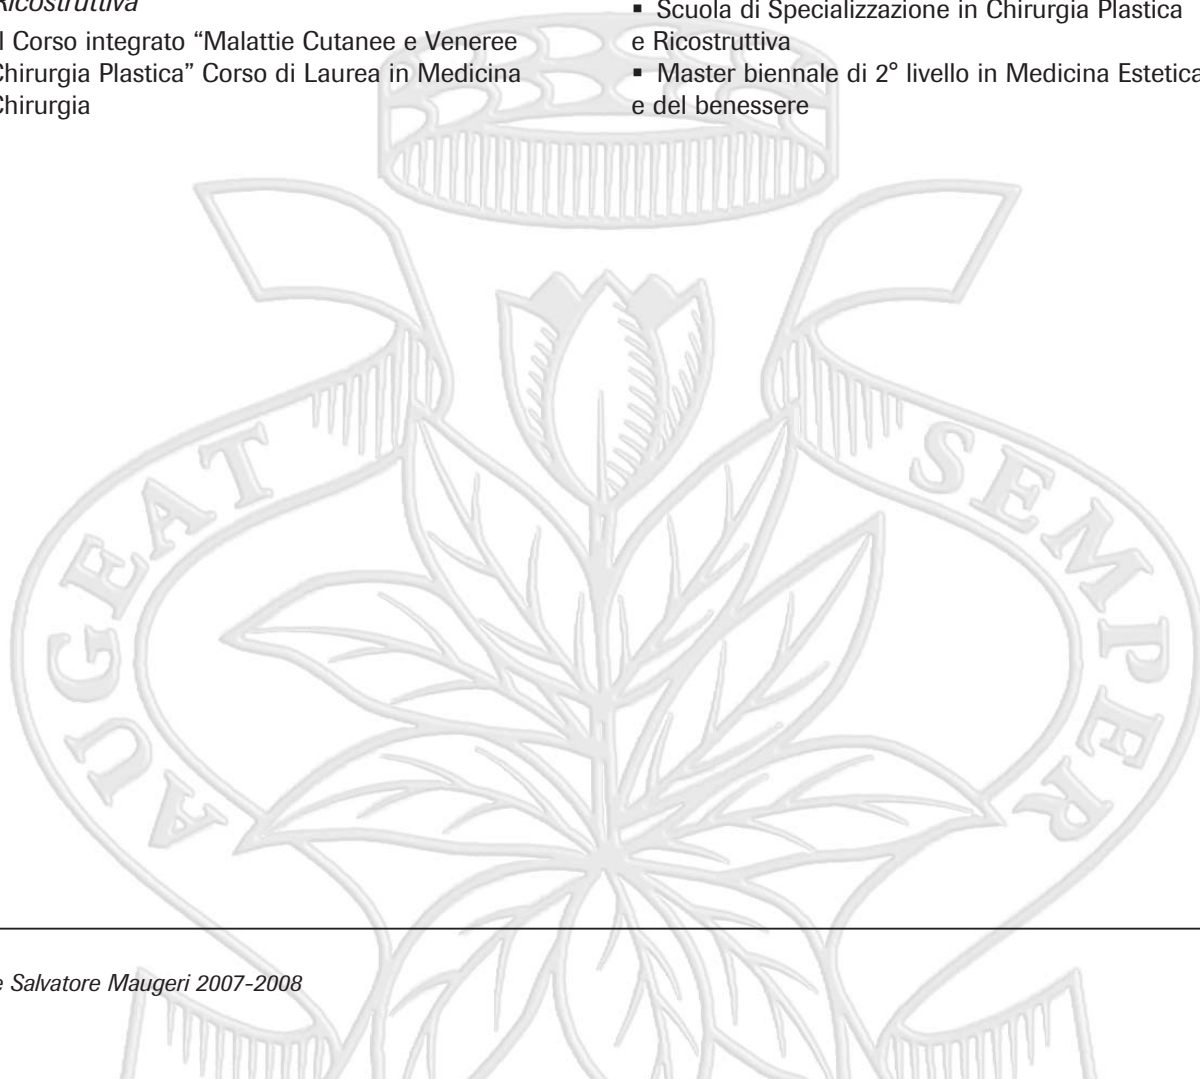 Ricostruttiva
l Corso integrato “Malattie Cutanee e Veneree
Chirurgia Plastica” Corso di Laurea in Medicina
Chirurgia
▪ Scuola di Specializzazione in Chirurgia Plastica
e Ricostruttiva
▪ Master biennale di 2° livello in Medicina Estetica
e del benessere
AUGEAT
SEMPER
e Salvatore Maugeri 2007-2008